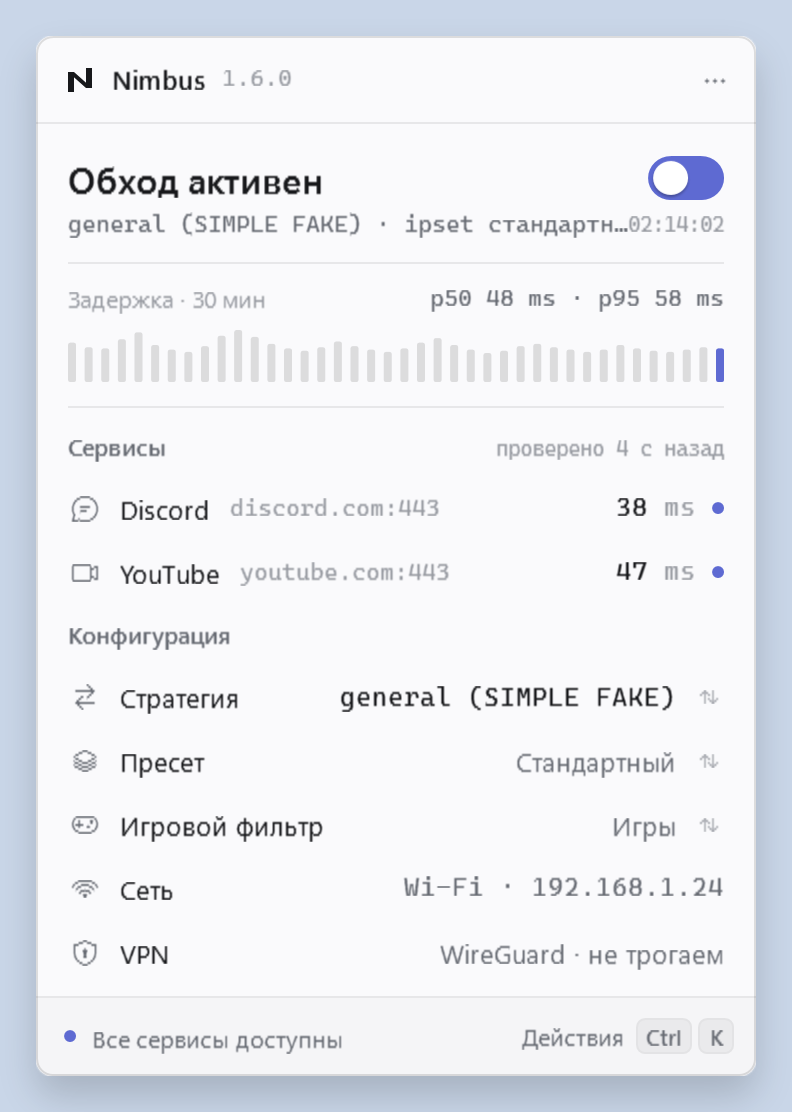 Nimbus 1.6.0 ···
Обход активен
general (SIMPLE FAKE) · ipset стандартн… 02:14:02
Задержка · 30 мин p50 48 ms · p95 58 ms
Сервисы проверено 4 с назад
Discord discord.com:443 38 ms
YouTube youtube.com:443 47 ms
Конфигурация
Стратегия general (SIMPLE FAKE)
Пресет Стандартный
Игровой фильтр Игры
Сеть Wi-Fi · 192.168.1.24
VPN WireGuard · не трогаем
Все сервисы доступны Действия Ctrl K